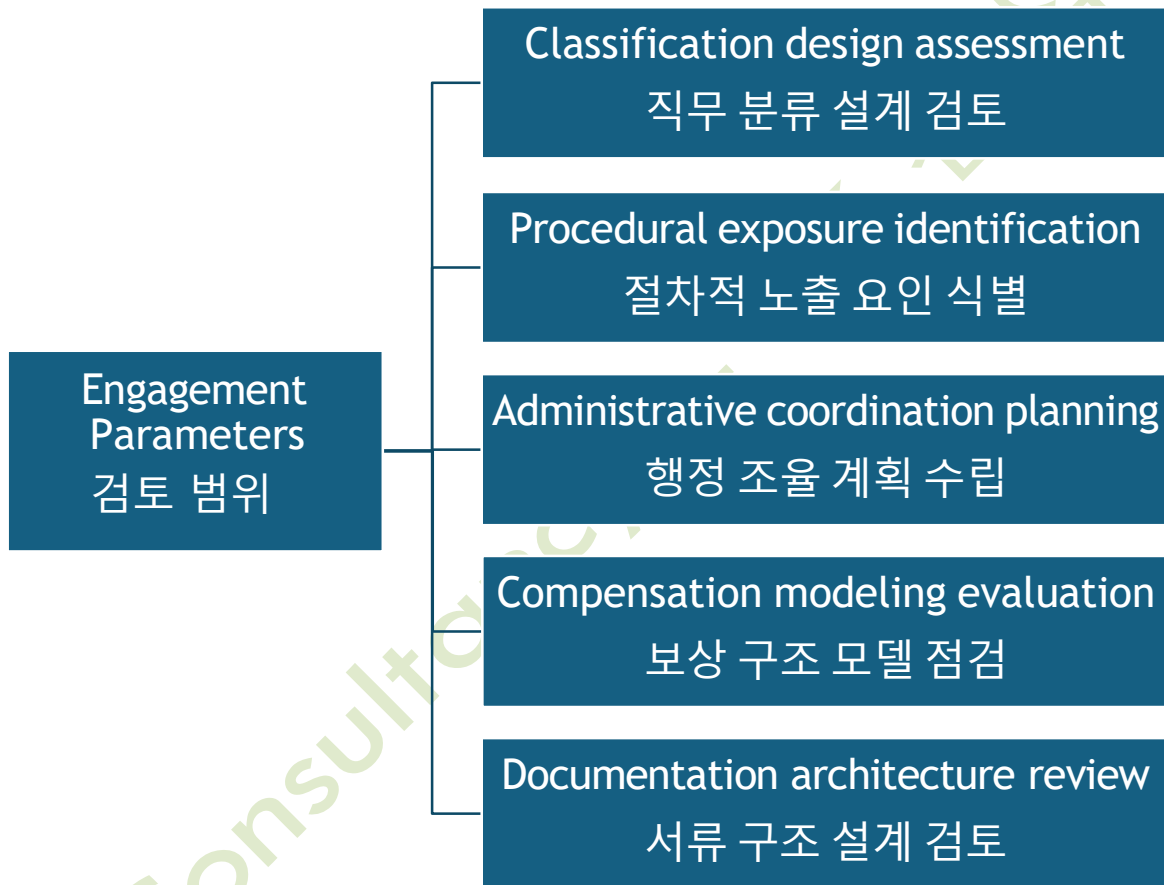 Classification design assessment
직무 분류 설계 검토
Procedural exposure identification
절차적 노출 요인 식별
Engagement
Parameters
검토 범위
Administrative coordination planning
행정 조율 계획 수립
Compensation modeling evaluation
보상 구조 모델 점검
Documentation architecture review
서류 구조 설계 검토